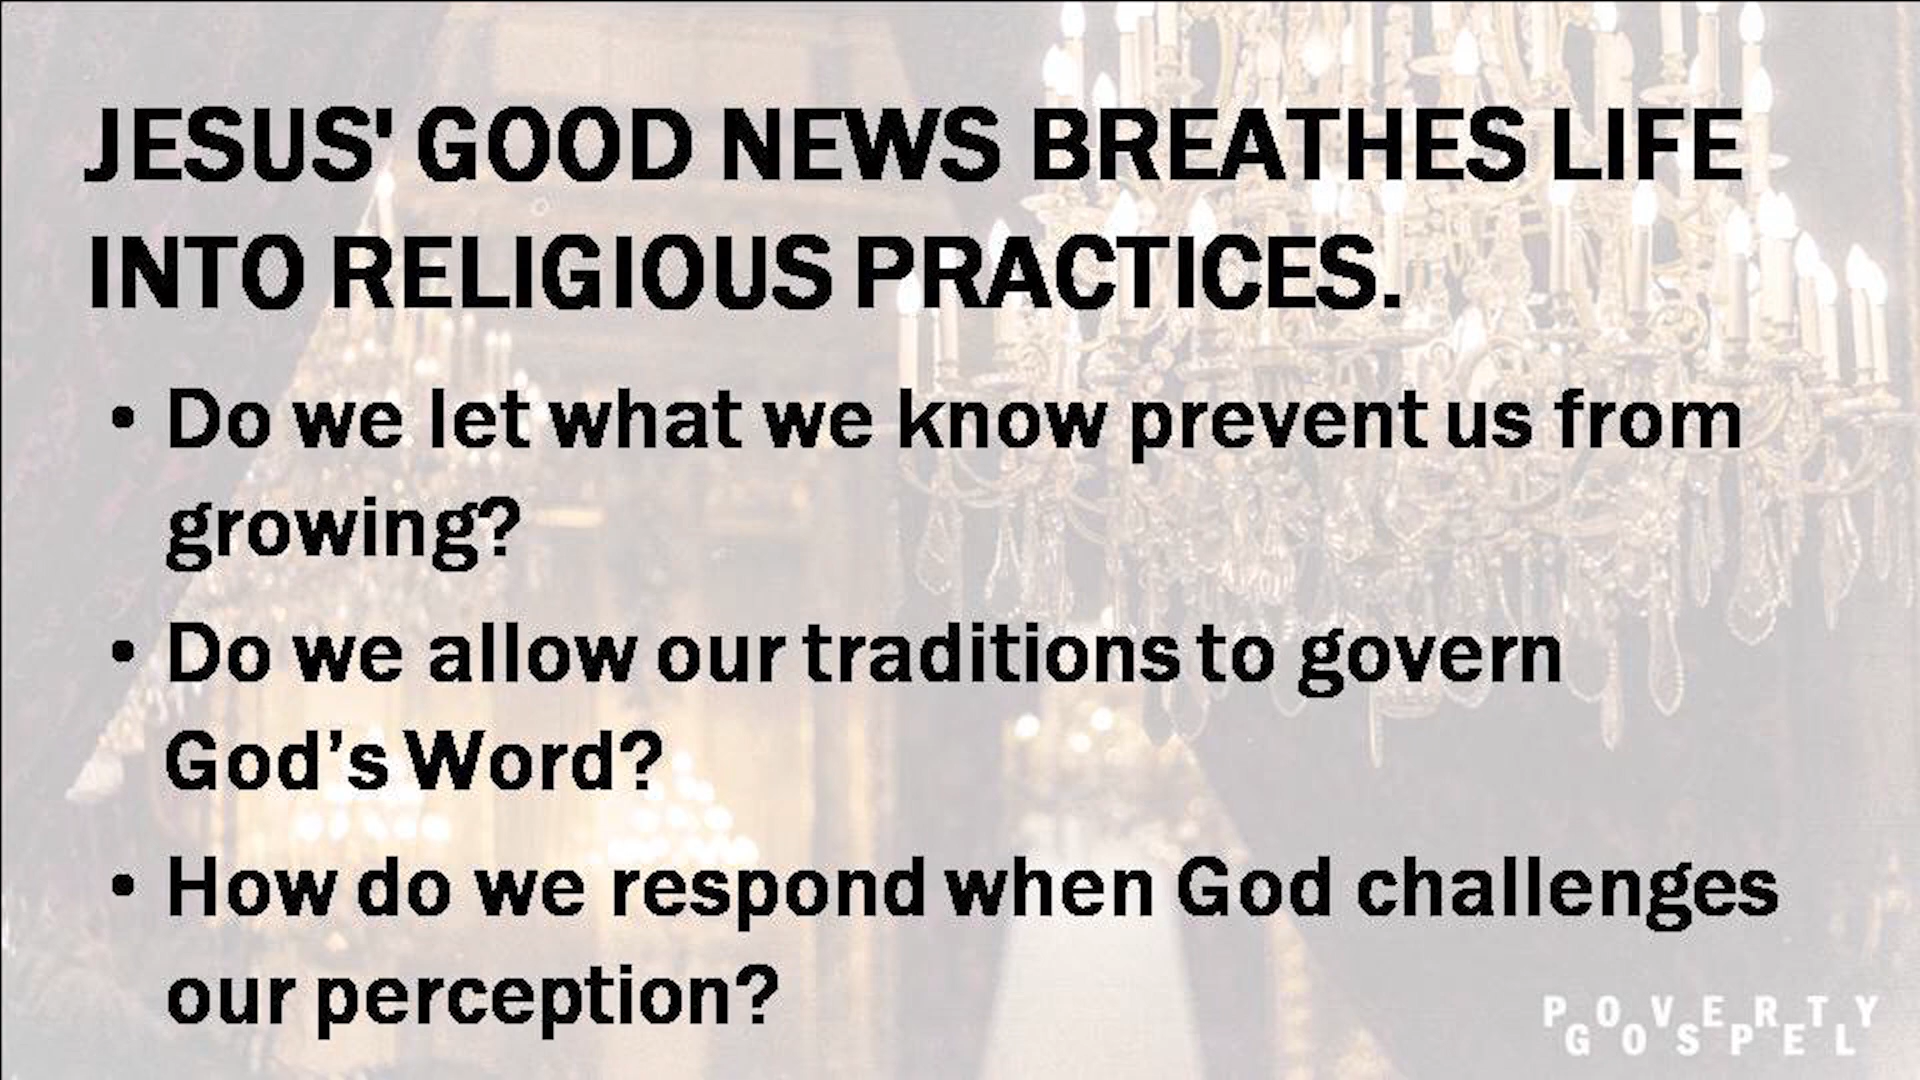 JESUS' GOOD NEWS BREATHES LIFE
INTO RELIGIOUS PRACTICES.
• Do we let what we know prevent us from
growing?
• Do we allow our traditions to govern
God’s Word?
• How do we respond when God challenges
our perception?
POVERTY
GOSPEL